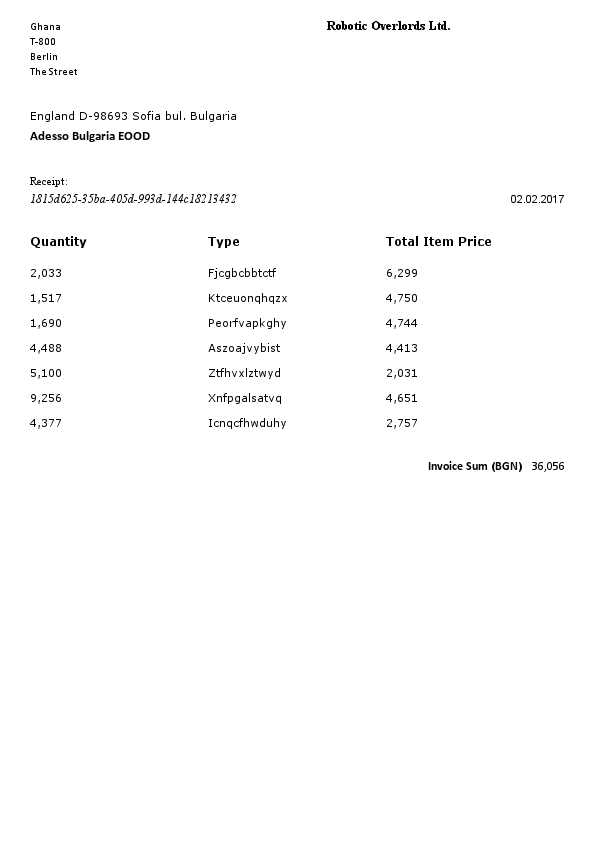 Ghana
Robotic Overlords Ltd.
T-800
Berlin
The Street
England D-98693 Sofia bul. Bulgaria
Adesso Bulgaria EOOD
Receipt:
1815d625-35ba-405d-993d-144c18213432 02.02.2017
Quantity Type Total Item Price
2,033 Fjcgbcbbtctf 6,299
1,517 Ktceuonqhqzx 4,750
1,690 Peorfvapkghy 4,744
4,488 Aszoajvybist 4,413
5,100 Ztfhvxlztwyd 2,031
9,256 Xnfpgalsatvq 4,651
4,377 Icnqcfhwduhy 2,757
Invoice Sum (BGN) 36,056